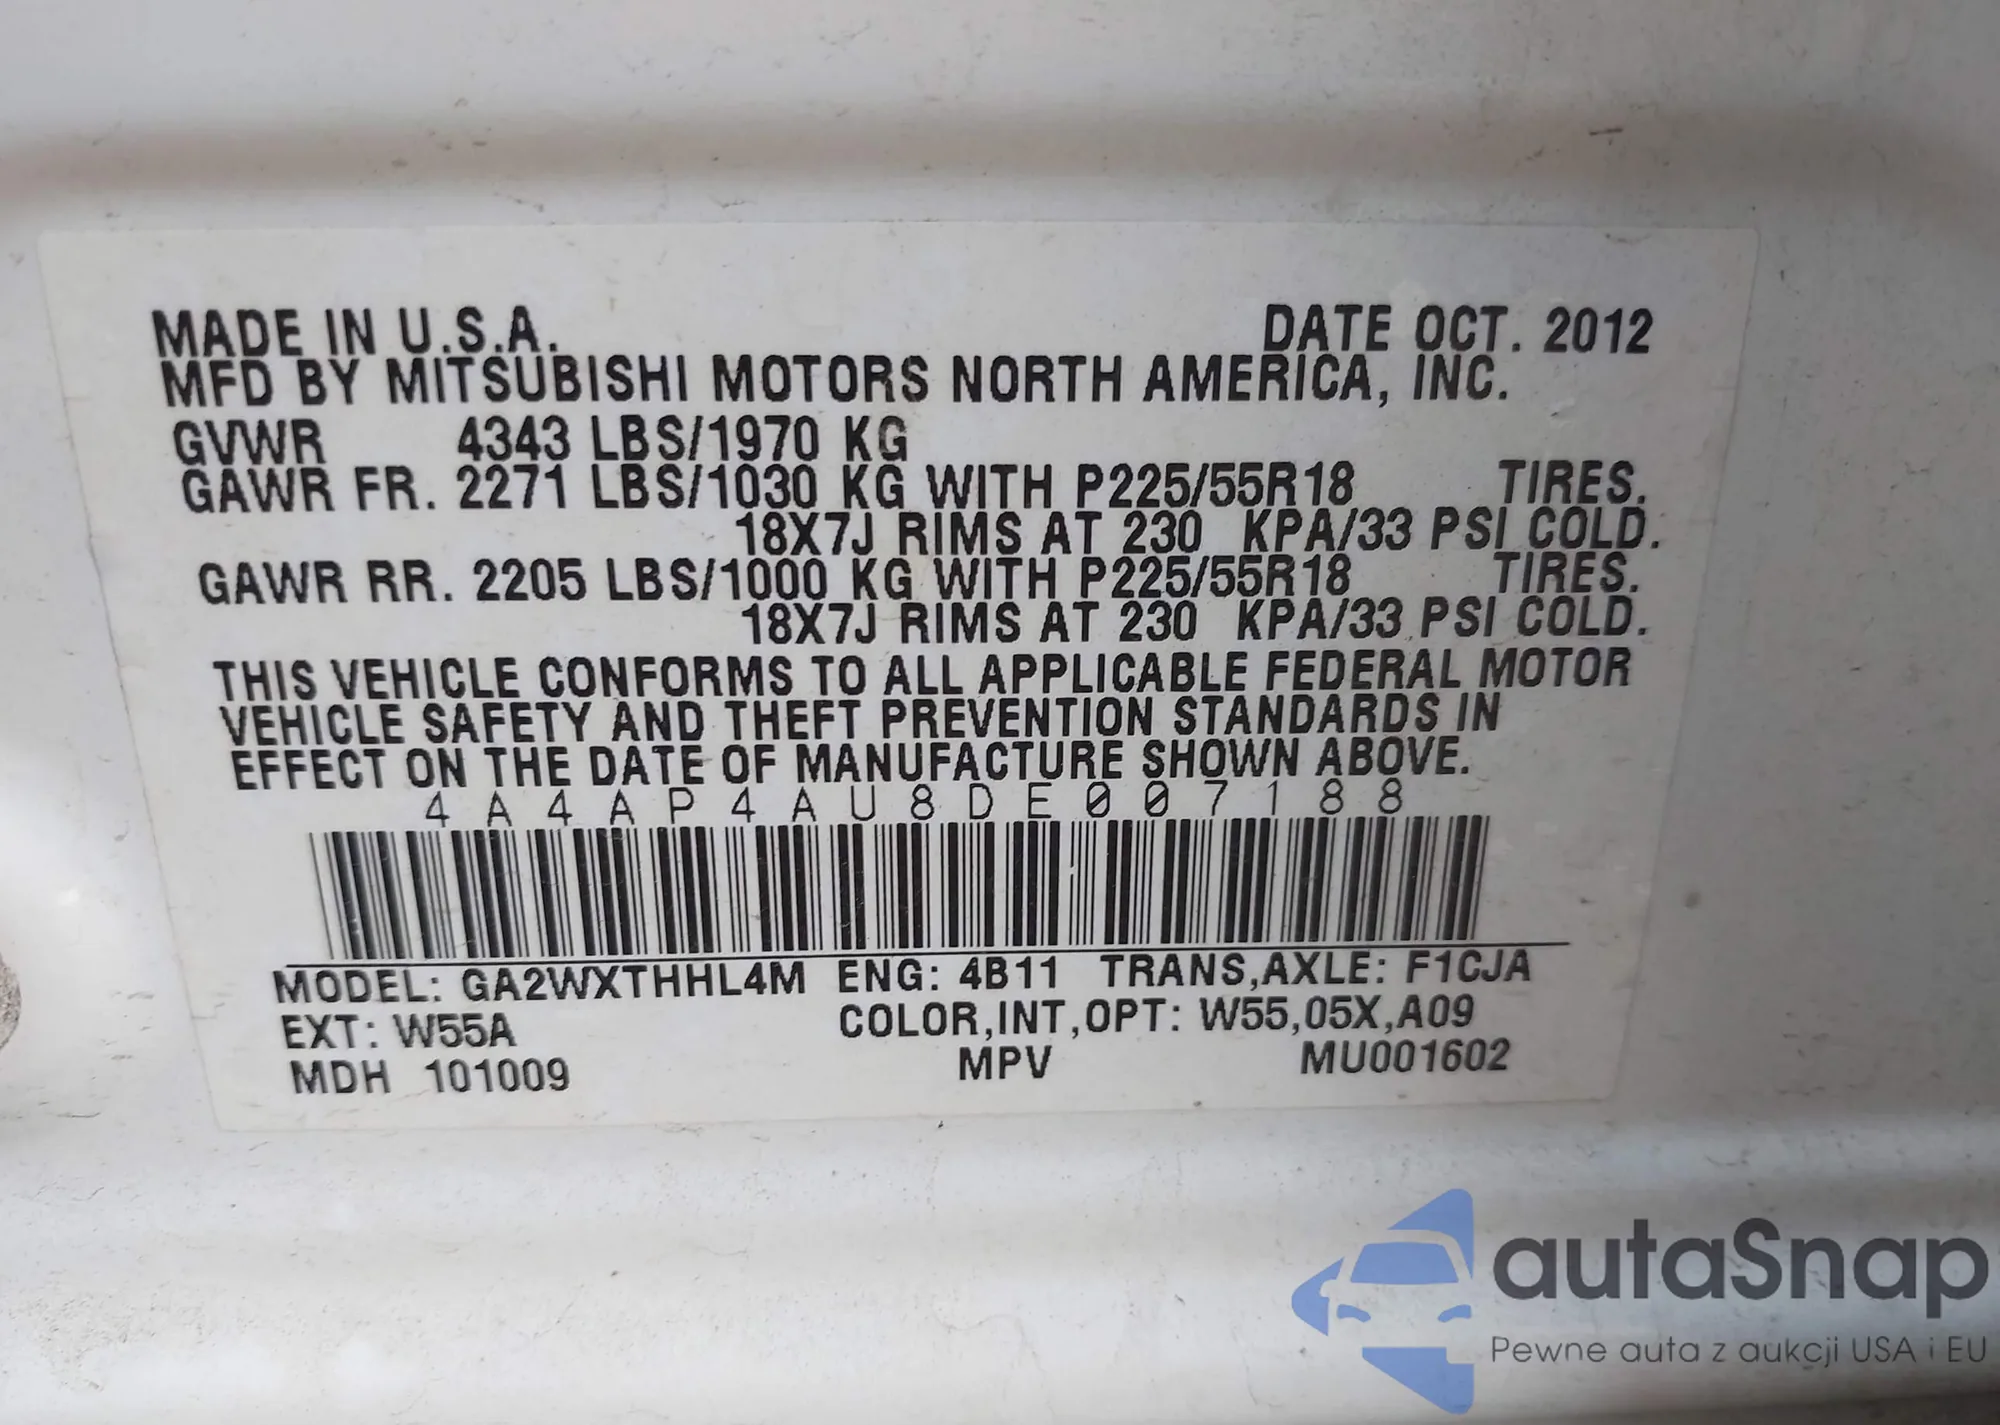 MADE IN U.S.A. DATE OCT. 2012
MFD BY MITSUBISHI MOTORS NORTH AMERICA, INC.
GVWR 4343 LBS/1970 KG
GAWR FR. 2271 LBS/1030 KG WITH P225/55R18 TIRES.
18X7J RIMS AT 230 KPA/33 PSI COLD.
GAWR RR. 2205 LBS/1000 KG WITH P225/55R18 TIRES.
18X7J RIMS AT 230 KPA/33 PSI COLD.
THIS VEHICLE CONFORMS TO ALL APPLICABLE FEDERAL MOTOR
VEHICLE SAFETY AND THEFT PREVENTION STANDARDS IN
EFFECT ON THE DATE OF MANUFACTURE SHOWN ABOVE.
4A4AP4AU8DE007188
MODEL: GA2WXTHHL4M ENG: 4B11 TRANS,AXLE: F1CJA
EXT: W55A COLOR,INT,OPT: W55,05X,A09
MDH 101009 MPV MU001602
autaSnap
Pewne auta z aukcji USA i EU